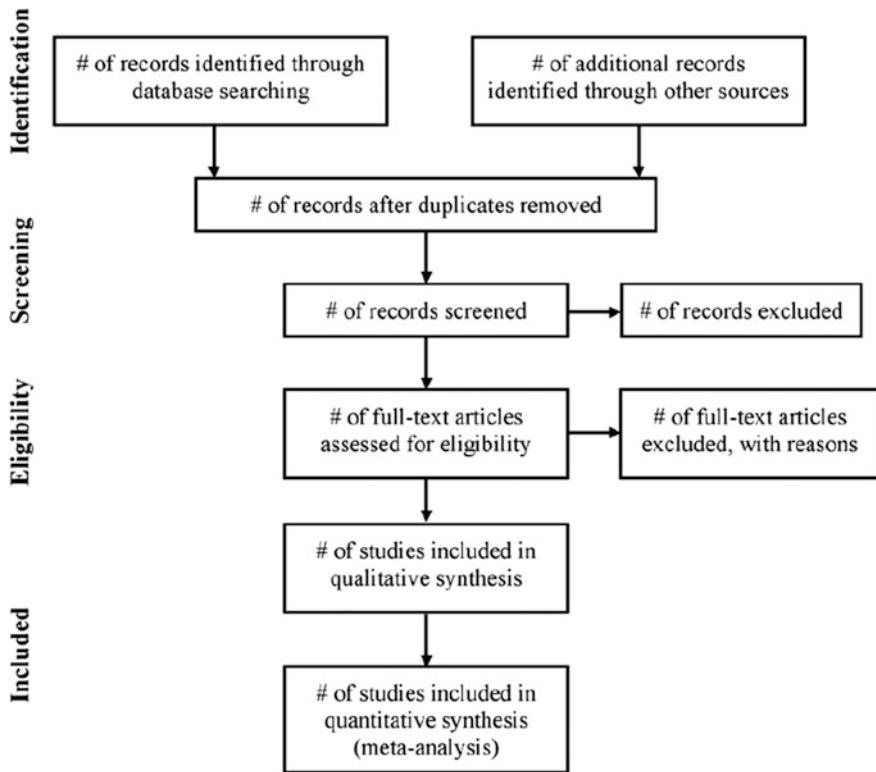 Identification
# of records identified through
database searching
# of additional records
identified through other sources
# of records after duplicates removed
Screening
# of records screened
# of records excluded
Eligibility
# of full-text articles
assessed for eligibility
# of full-text articles
excluded, with reasons
Included
# of studies included in
qualitative synthesis
# of studies included in
quantitative synthesis
(meta-analysis)